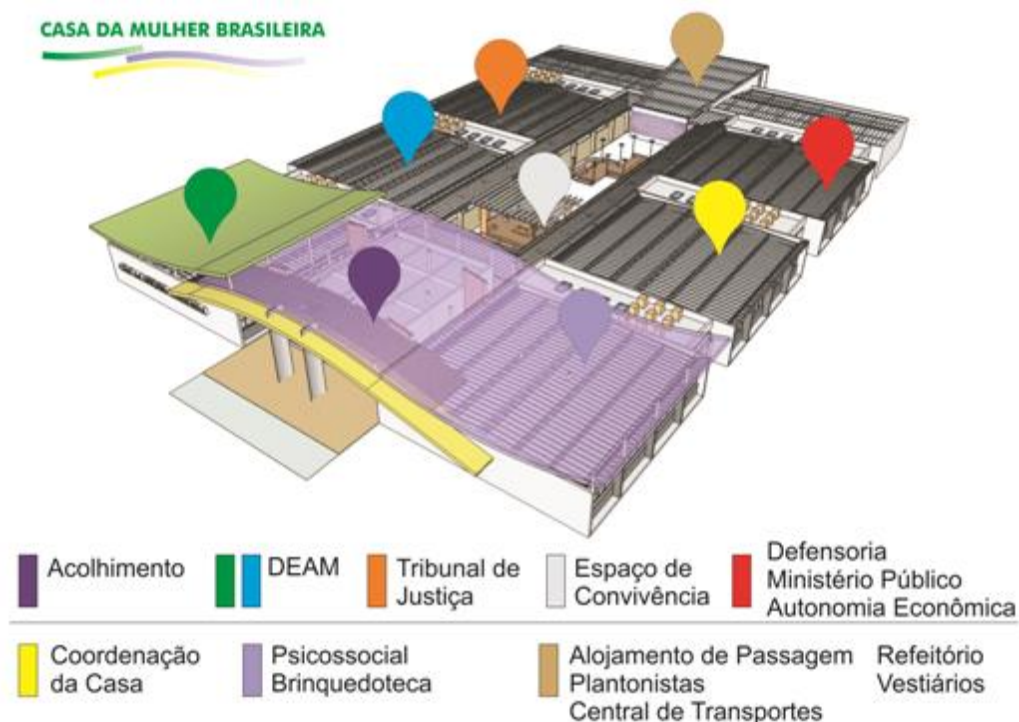 CASA DA MULHER BRASILEIRA
Acolhimento
DEAM
Tribunal de
Justiça
Espaço de
Convivência
Defensoria
Ministério Público
Autonomia Econômica
Coordenação
da Casa
Psicossocial
Brinquedoteca
Alojamento de Passagem
Plantonistas
Central de Transportes
Refeitório
Vestiários